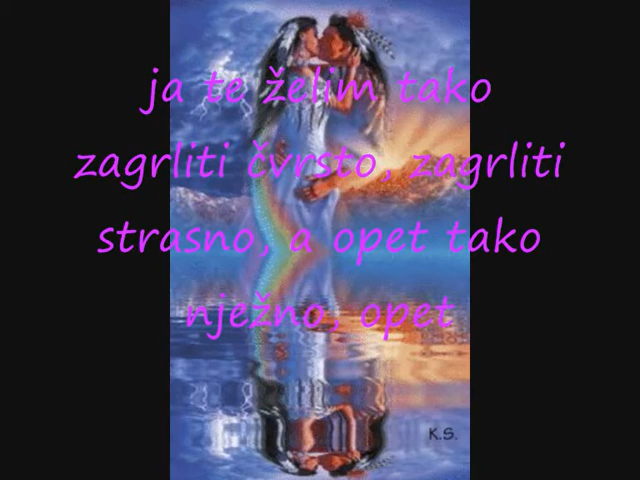 ja te želim tako
zagrliti čvrsto, zagrliti
strasno, a opet tako
nježno, opet
K.S.